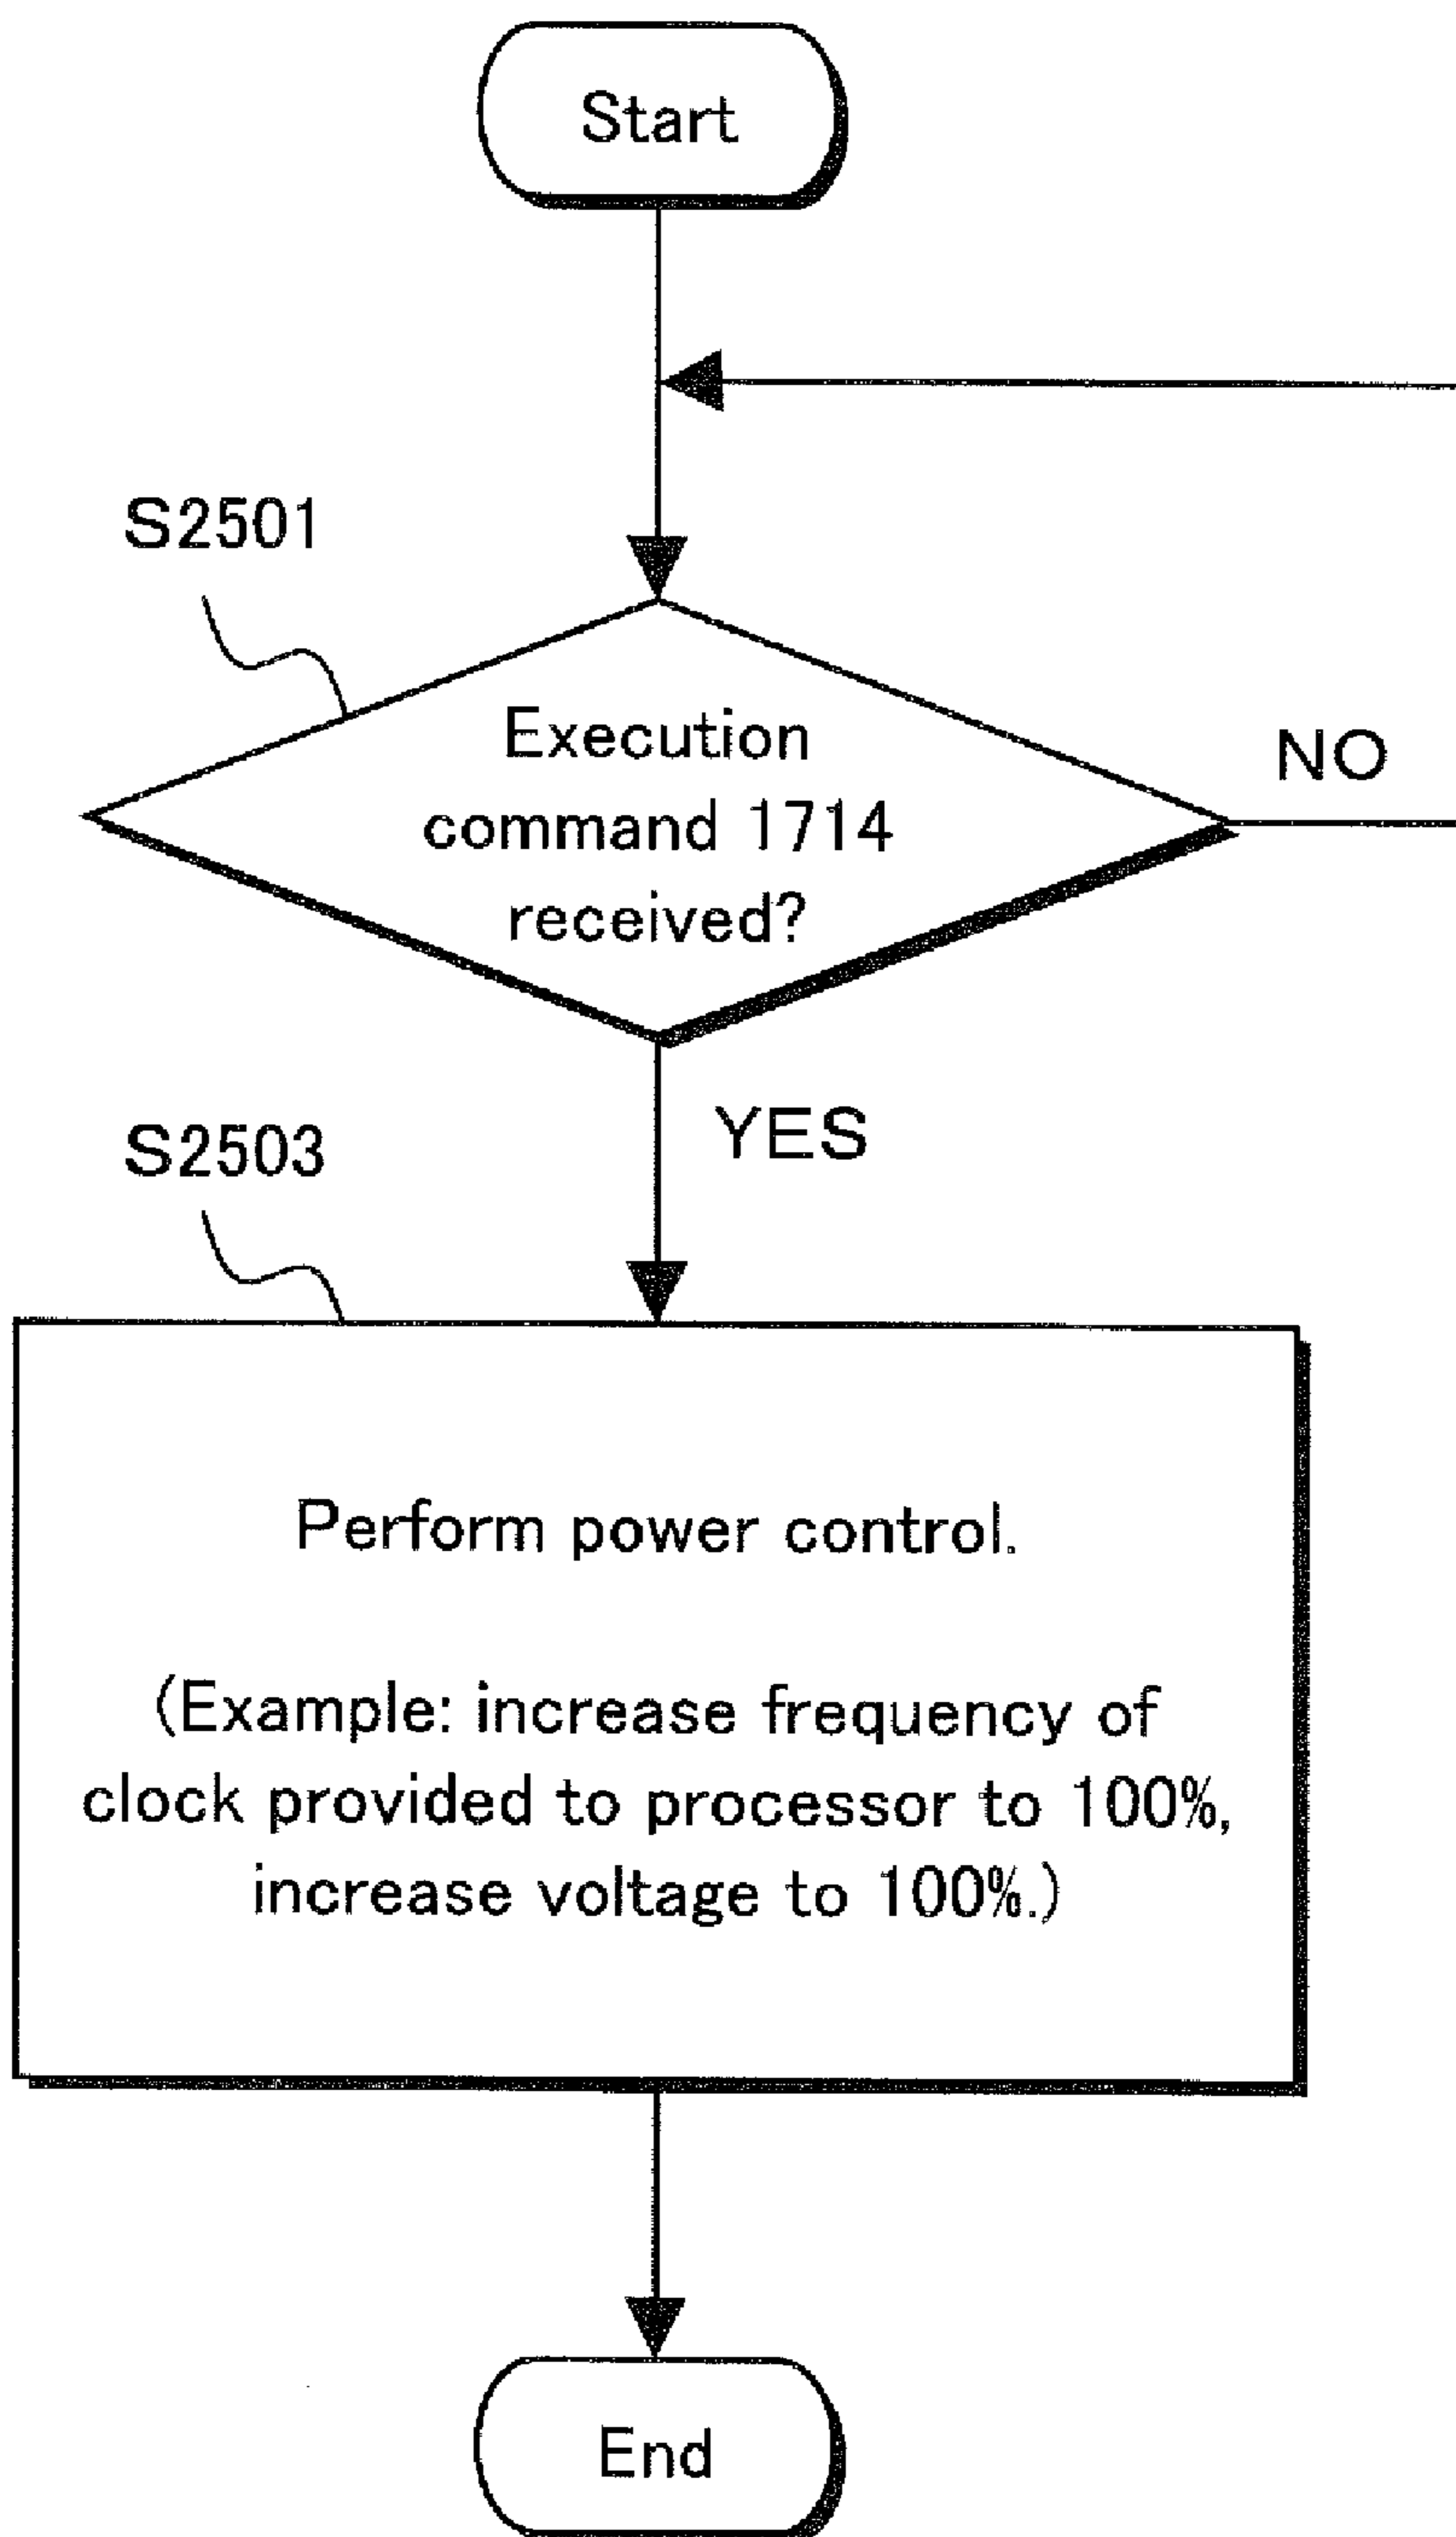 Start
S2501
Execution
command 1714
received?
NO
YES
S2503
Perform power control.
(Example: increase frequency of
clock provided to processor to 100%,
increase voltage to 100%.)
End